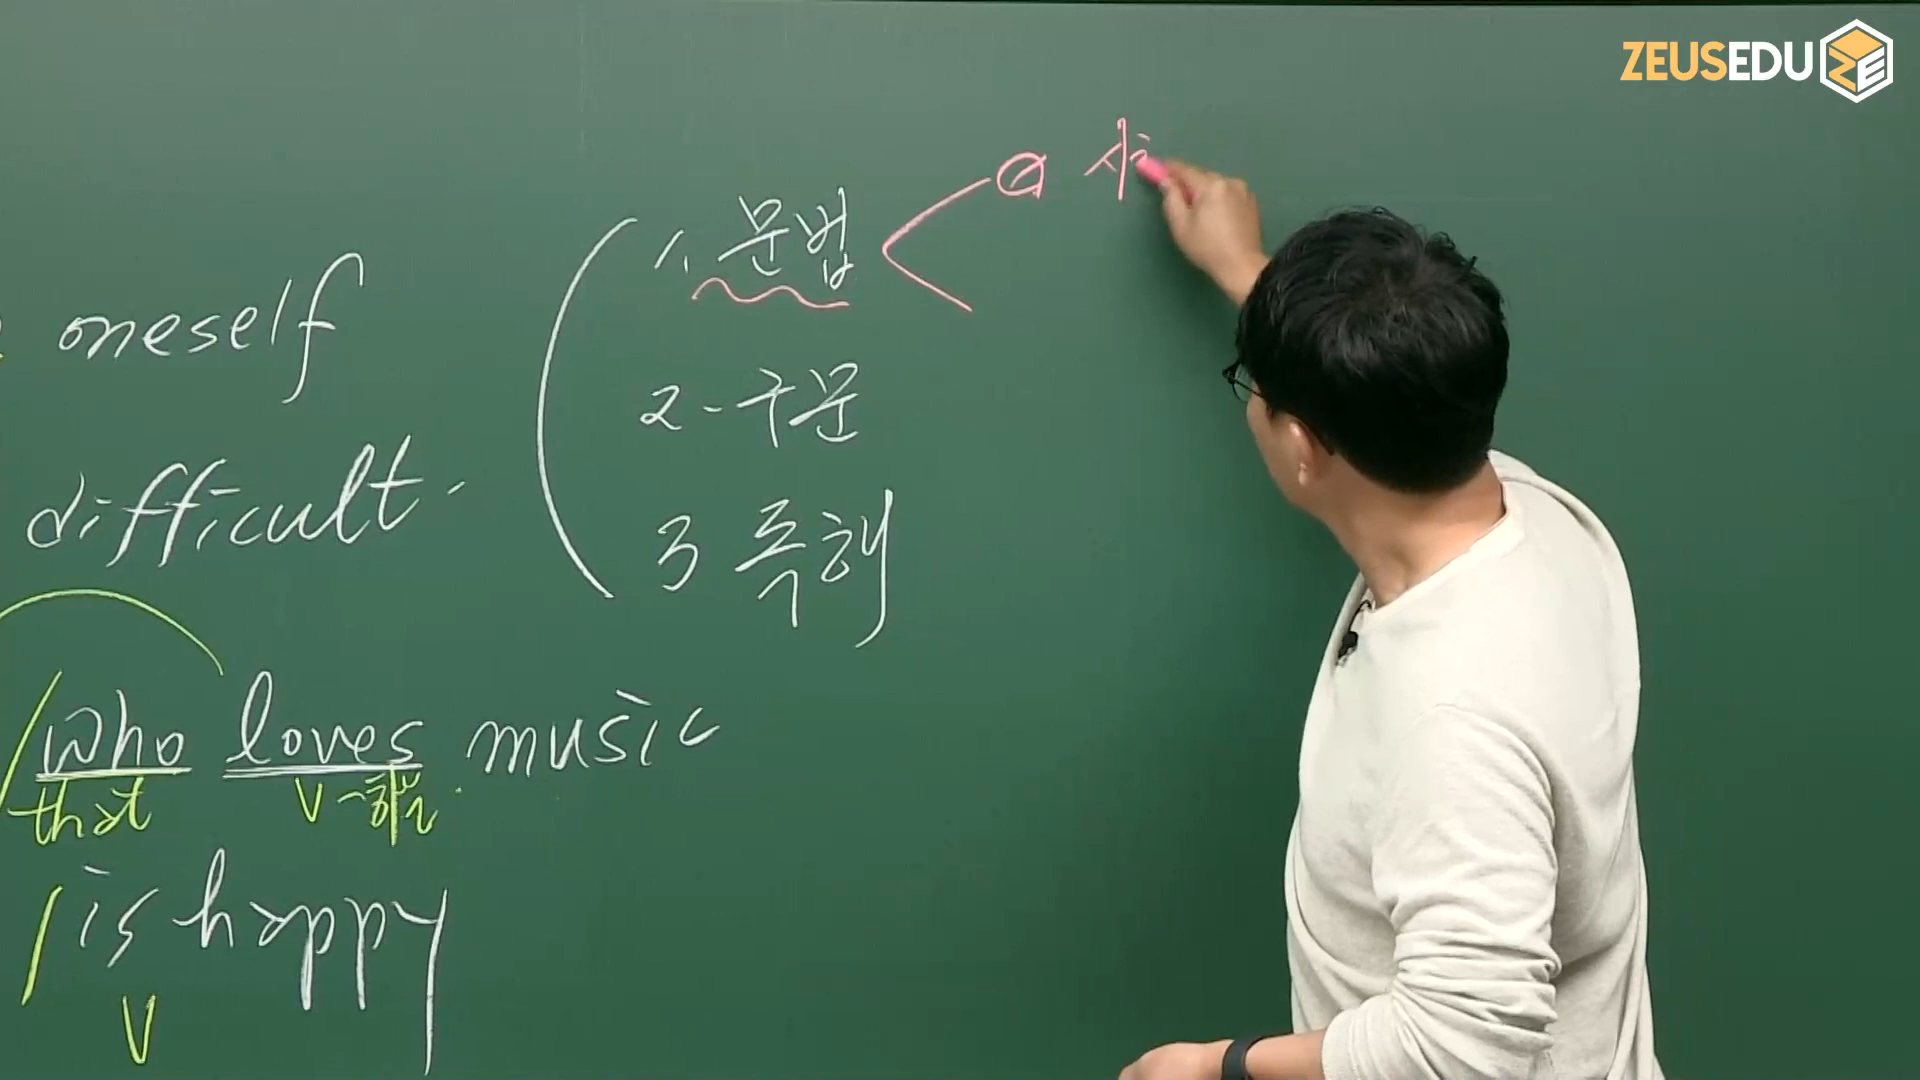 ZEUSEDU
1. 문법
oneself
2- 구문
difficult.
3 독해
who loves music
that V-해석
is happy
V